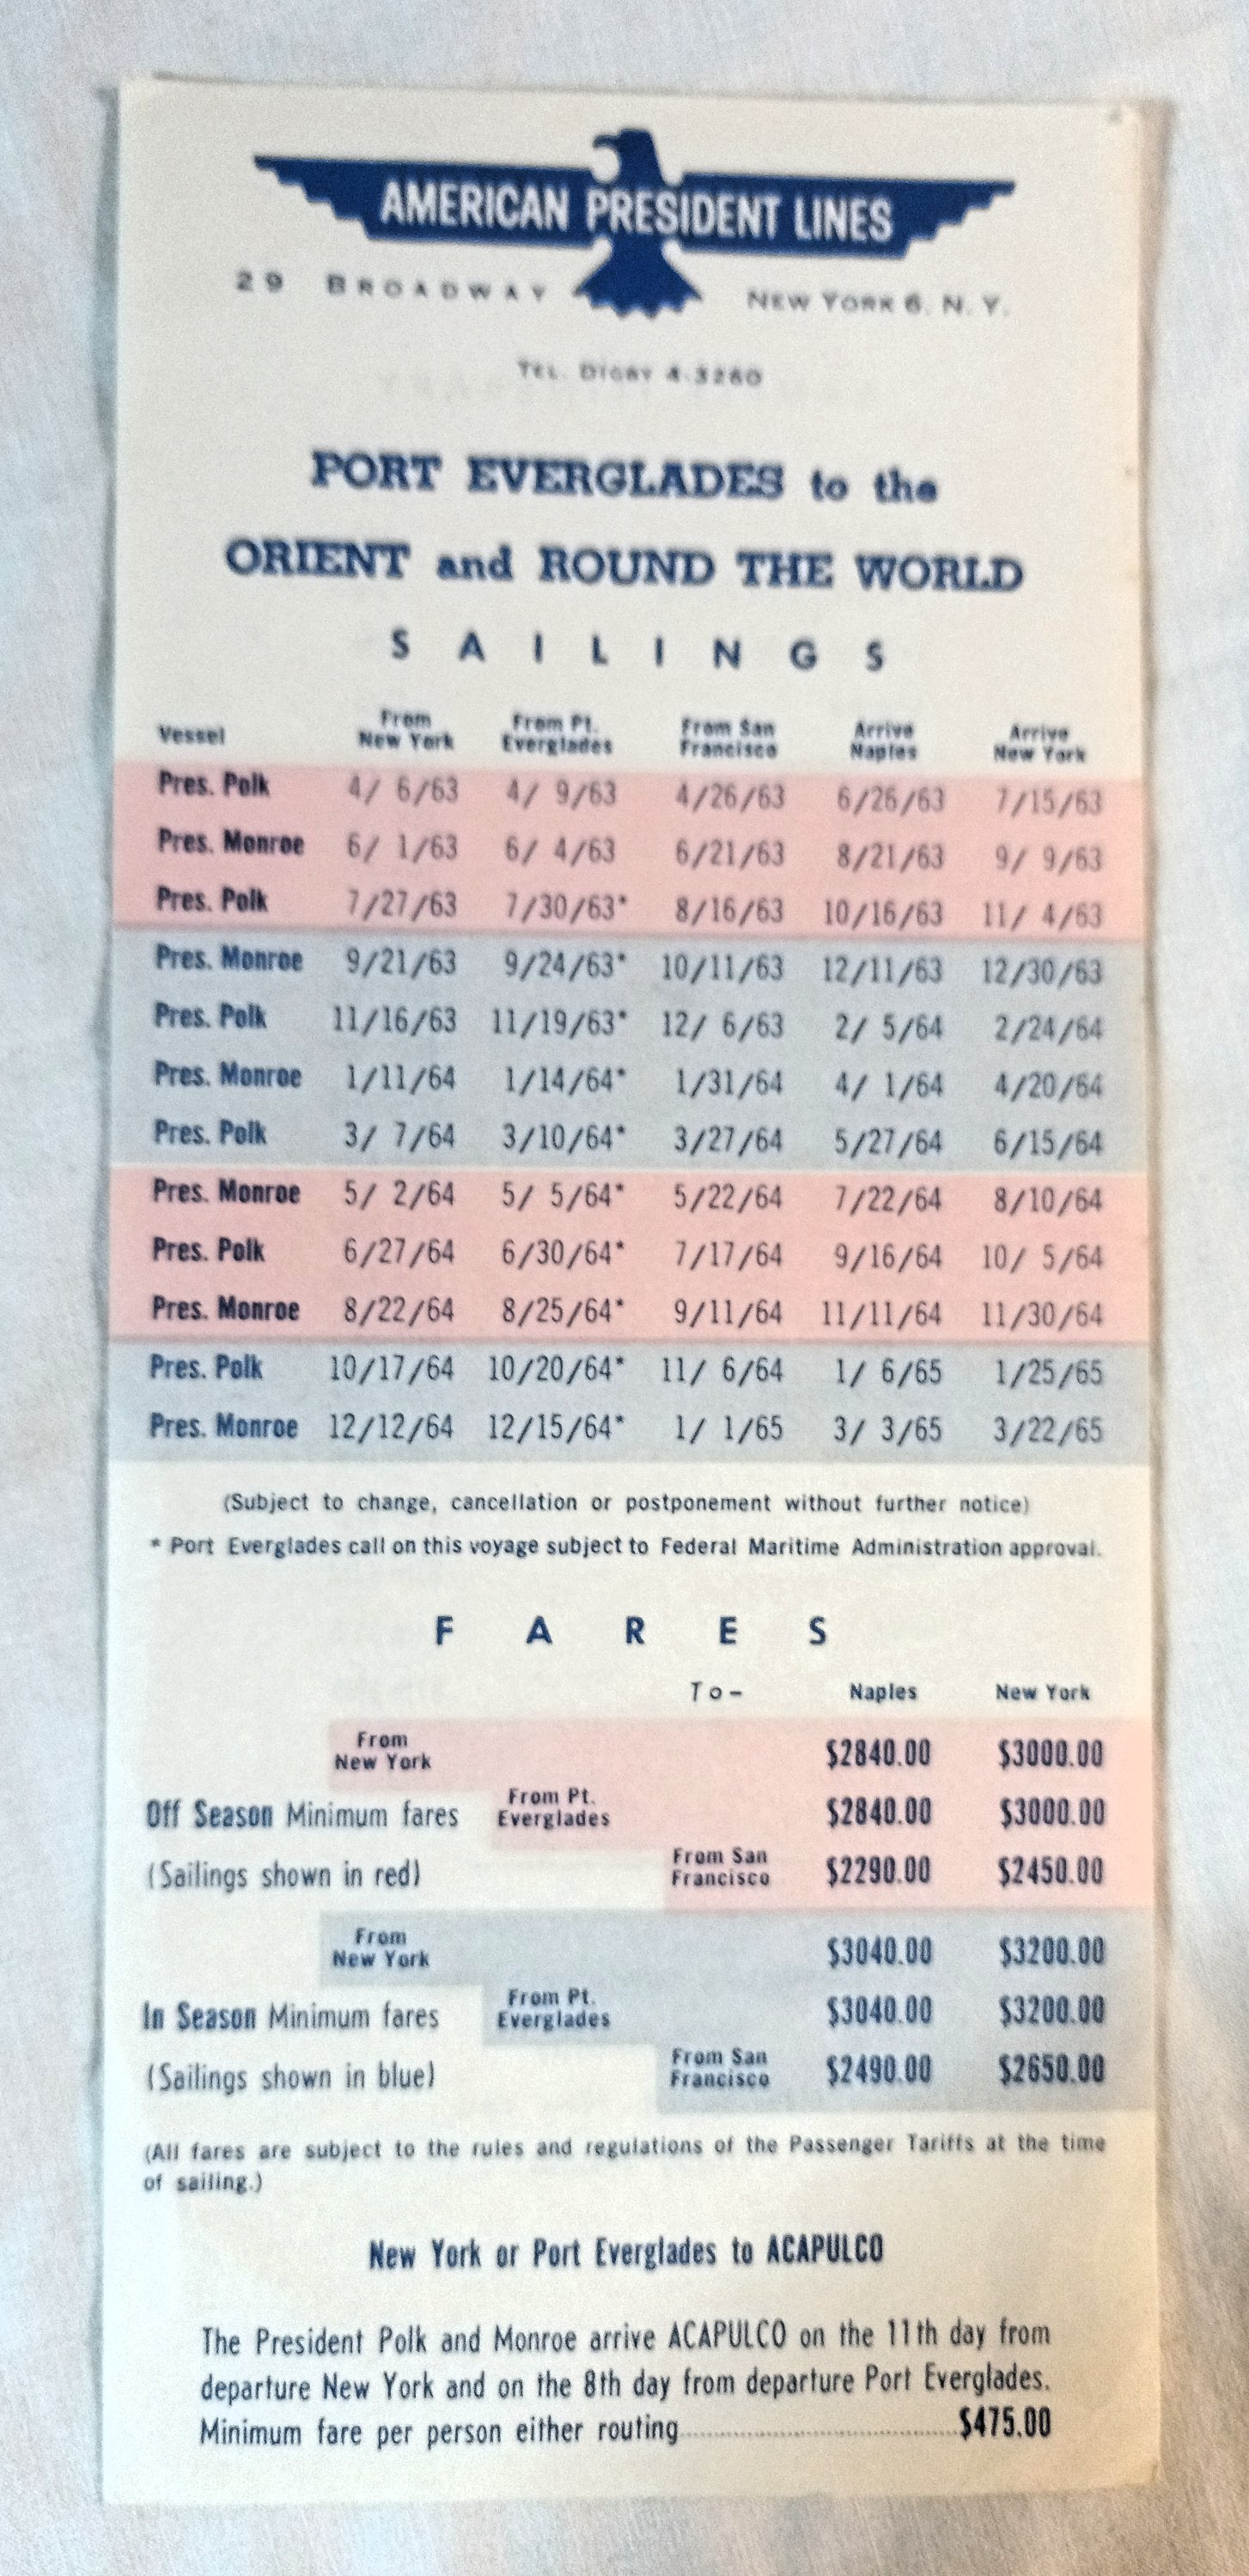 AMERICAN PRESIDENT LINES
29 BROADWAY NEW YORK 6, N. Y.
TEL. DIGBY 4-3260
PORT EVERGLADES to the
ORIENT and ROUND THE WORLD
SAILINGS
Vessel From New York From Pt. Everglades From San Francisco Arrive Naples Arrive New York
Pres. Polk 4/ 6/63 4/ 9/63 4/26/63 6/26/63 7/15/63
Pres. Monroe 6/ 1/63 6/ 4/63 6/21/63 8/21/63 9/ 9/63
Pres. Polk 7/27/63 7/30/63* 8/16/63 10/16/63 11/ 4/63
Pres. Monroe 9/21/63 9/24/63* 10/11/63 12/11/63 12/30/63
Pres. Polk 11/16/63 11/19/63* 12/ 6/63 2/ 5/64 2/24/64
Pres. Monroe 1/11/64 1/14/64* 1/31/64 4/ 1/64 4/20/64
Pres. Polk 3/ 7/64 3/10/64* 3/27/64 5/27/64 6/15/64
Pres. Monroe 5/ 2/64 5/ 5/64* 5/22/64 7/22/64 8/10/64
Pres. Polk 6/27/64 6/30/64* 7/17/64 9/16/64 10/ 5/64
Pres. Monroe 8/22/64 8/25/64* 9/11/64 11/11/64 11/30/64
Pres. Polk 10/17/64 10/20/64* 11/ 6/64 1/ 6/65 1/25/65
Pres. Monroe 12/12/64 12/15/64* 1/ 1/65 3/ 3/65 3/22/65
(Subject to change, cancellation or postponement without further notice)
* Port Everglades call on this voyage subject to Federal Maritime Administration approval.
FARES
To– Naples New York
From New York $2840.00 $3000.00
Off Season Minimum fares From Pt. Everglades $2840.00 $3000.00
(Sailings shown in red) From San Francisco $2290.00 $2450.00
From New York $3040.00 $3200.00
In Season Minimum fares From Pt. Everglades $3040.00 $3200.00
(Sailings shown in blue) From San Francisco $2490.00 $2650.00
(All fares are subject to the rules and regulations of the Passenger Tariffs at the time
of sailing.)
New York or Port Everglades to ACAPULCO
The President Polk and Monroe arrive ACAPULCO on the 11th day from
departure New York and on the 8th day from departure Port Everglades.
Minimum fare per person either routing........................................$475.00